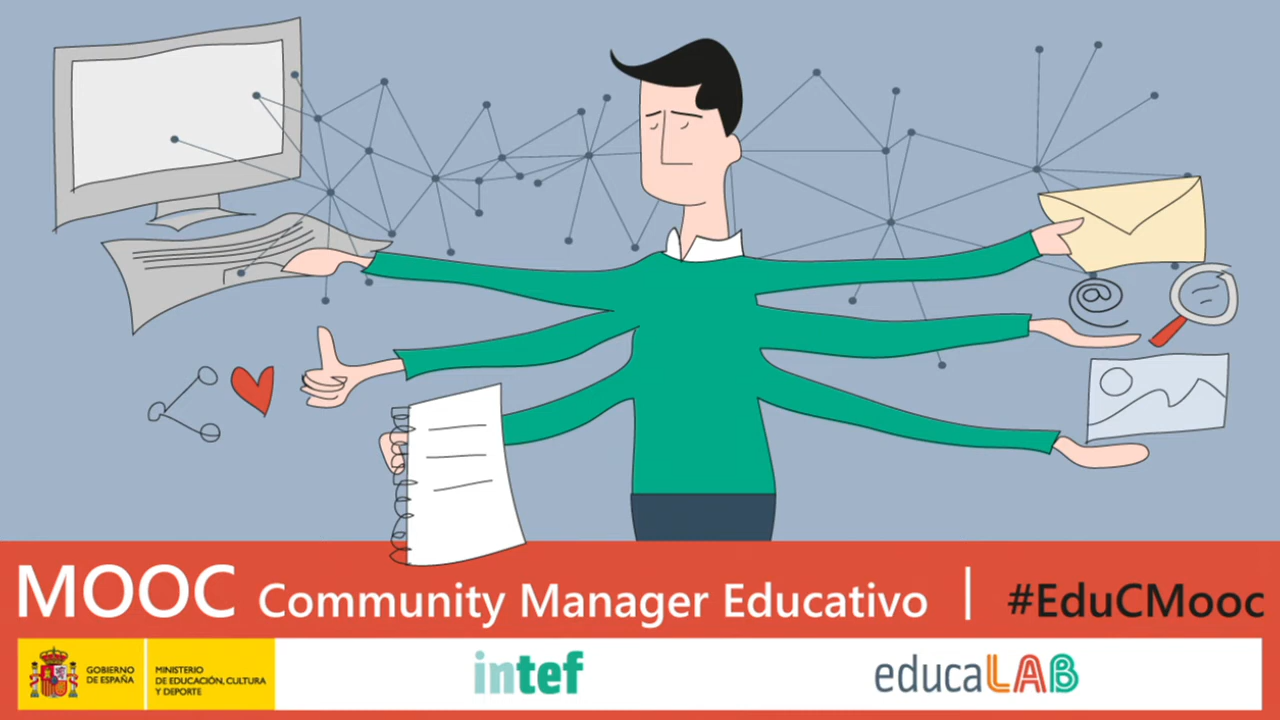 @
MOOC Community Manager Educativo | #EduCMooc
GOBIERNO
DE ESPAÑA
MINISTERIO
DE EDUCACIÓN, CULTURA
Y DEPORTE
intef
educaLAB